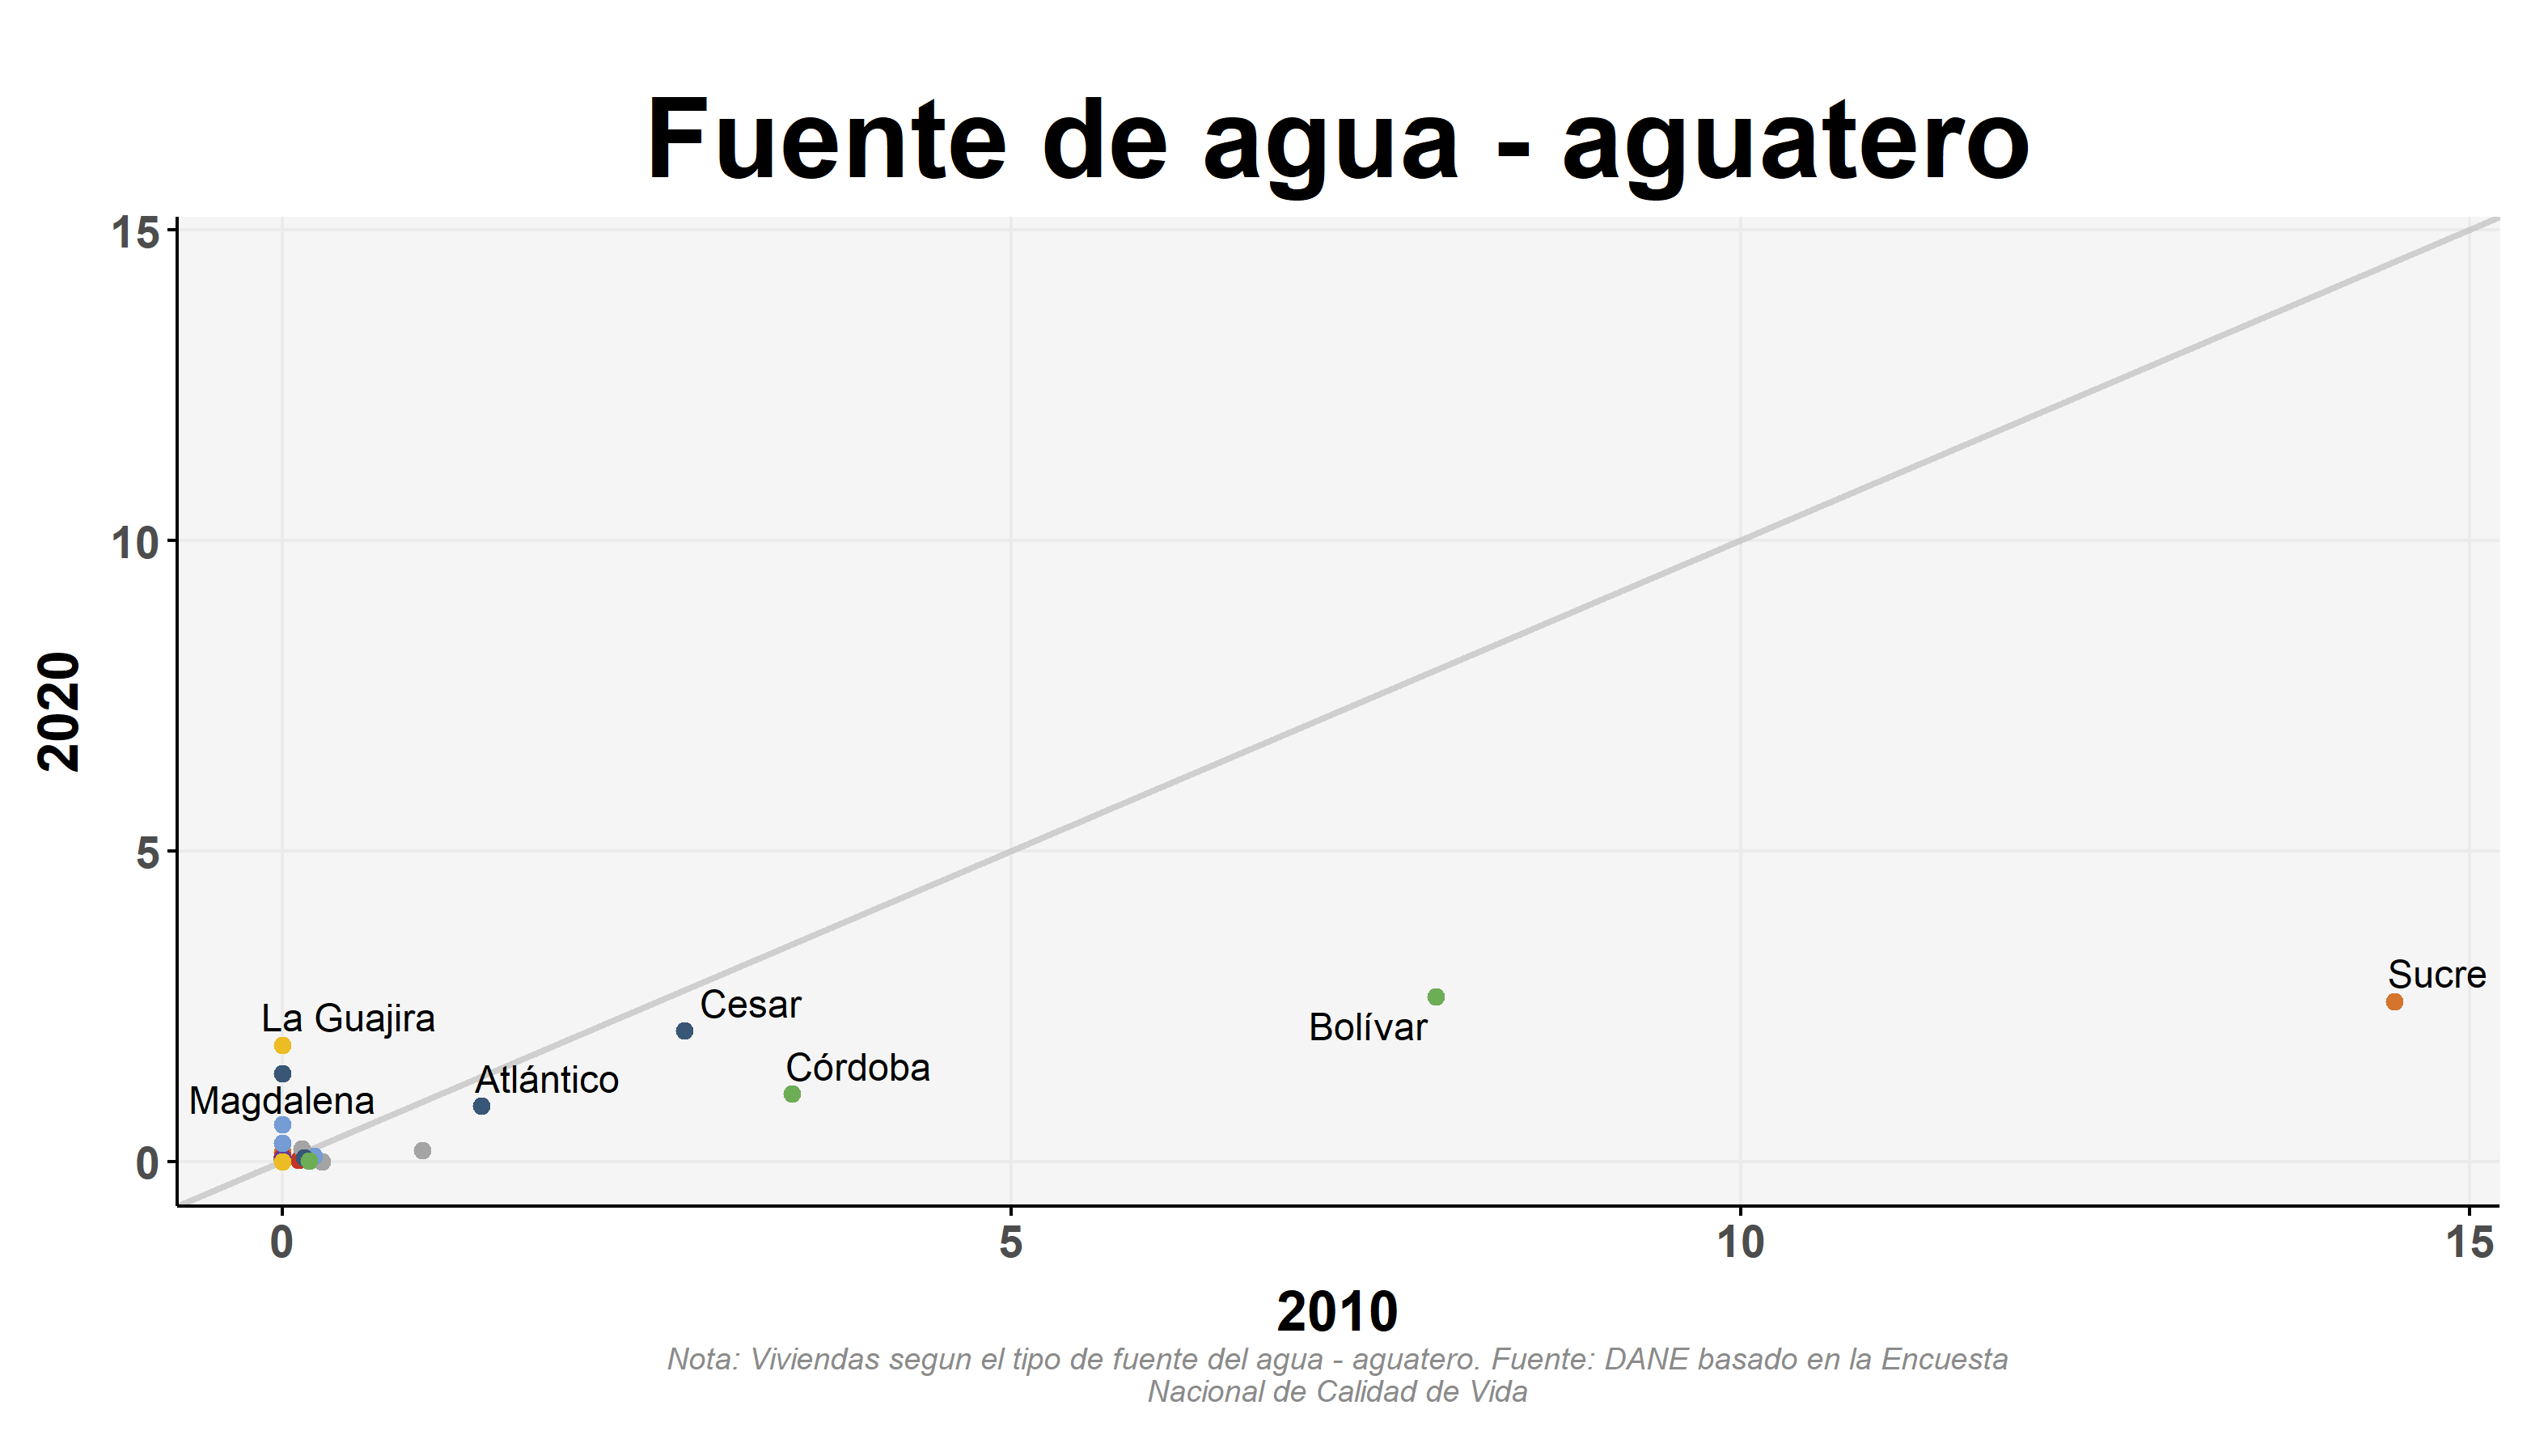 Fuente de agua - aguatero
15
10
5
0
2020
La Guajira
Magdalena
Atlántico
Cesar
Córdoba
Bolívar
Sucre
0
5
10
15
2010
Nota: Viviendas segun el tipo de fuente del agua - aguatero. Fuente: DANE basado en la Encuesta
Nacional de Calidad de Vida